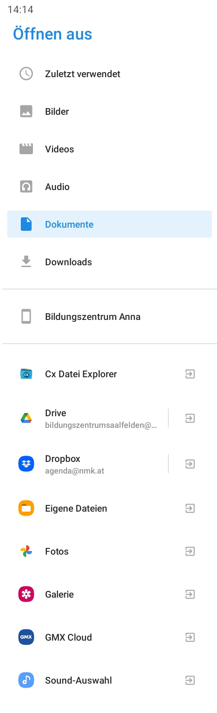 14:14
Öffnen aus
Zuletzt verwendet
Bilder
Videos
Audio
Dokumente
Downloads
Bildungszentrum Anna
Cx Datei Explorer
Drive
bildungszentrumsaalfelden@...
Dropbox
agenda@nmk.at
Eigene Dateien
Fotos
Galerie
GMX
GMX Cloud
Sound-Auswahl